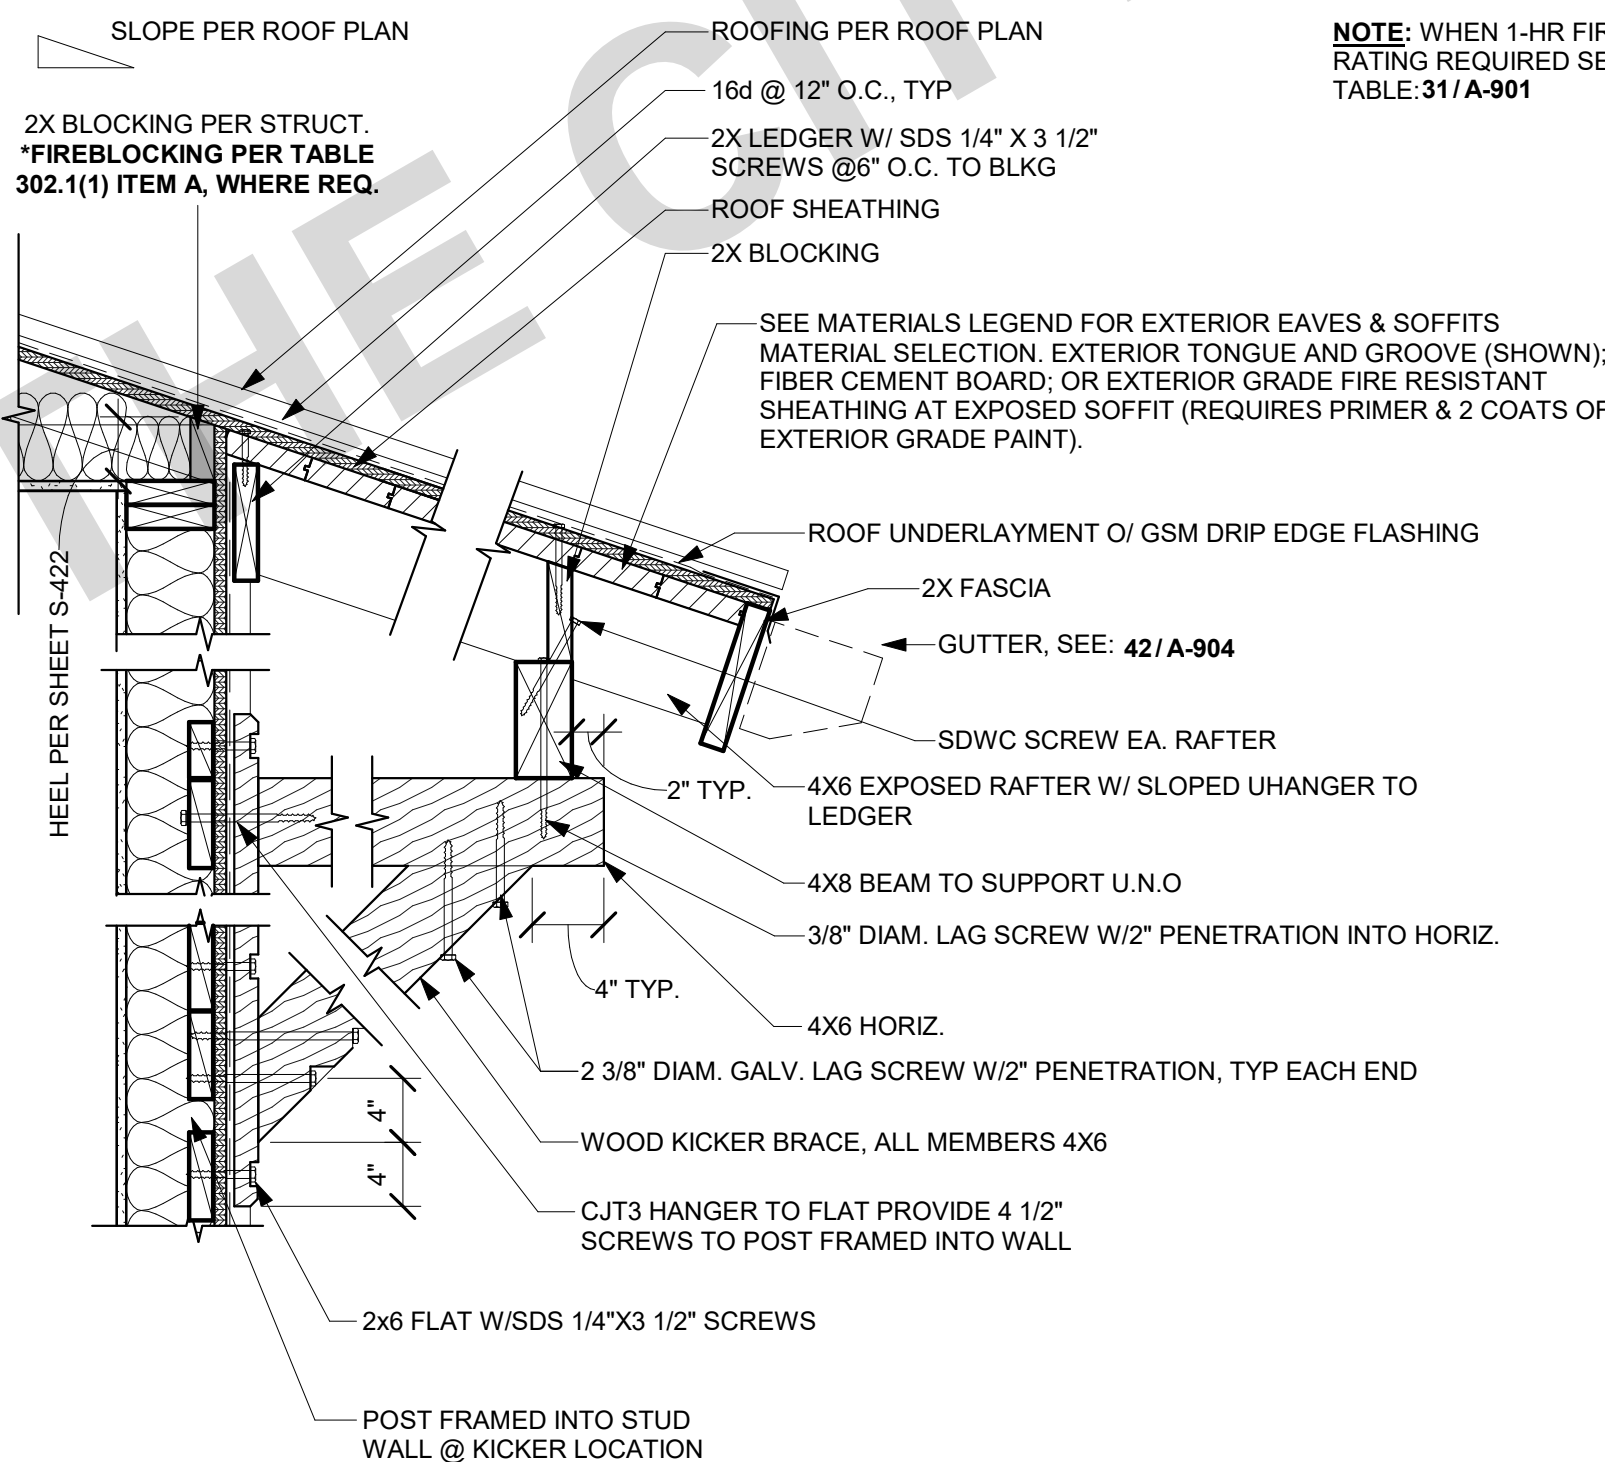 SLOPE PER ROOF PLAN
ROOFING PER ROOF PLAN
NOTE: WHEN 1-HR FIR
RATING REQUIRED SE
TABLE: 31 / A-901
16d @ 12" O.C., TYP
2X BLOCKING PER STRUCT.
*FIREBLOCKING PER TABLE
302.1(1) ITEM A, WHERE REQ.
2X LEDGER W/ SDS 1/4" X 3 1/2"
SCREWS @6" O.C. TO BLKG
ROOF SHEATHING
2X BLOCKING
SEE MATERIALS LEGEND FOR EXTERIOR EAVES & SOFFITS
MATERIAL SELECTION. EXTERIOR TONGUE AND GROOVE (SHOWN);
FIBER CEMENT BOARD; OR EXTERIOR GRADE FIRE RESISTANT
SHEATHING AT EXPOSED SOFFIT (REQUIRES PRIMER & 2 COATS OF
EXTERIOR GRADE PAINT).
ROOF UNDERLAYMENT O/ GSM DRIP EDGE FLASHING
2X FASCIA
GUTTER, SEE: 42 / A-904
HEEL PER SHEET S-422
SDWC SCREW EA. RAFTER
2" TYP.
4X6 EXPOSED RAFTER W/ SLOPED UHANGER TO
LEDGER
4X8 BEAM TO SUPPORT U.N.O
3/8" DIAM. LAG SCREW W/2" PENETRATION INTO HORIZ.
4" TYP.
4X6 HORIZ.
2 3/8" DIAM. GALV. LAG SCREW W/2" PENETRATION, TYP EACH END
4"
4"
WOOD KICKER BRACE, ALL MEMBERS 4X6
CJT3 HANGER TO FLAT PROVIDE 4 1/2"
SCREWS TO POST FRAMED INTO WALL
2x6 FLAT W/SDS 1/4"X3 1/2" SCREWS
POST FRAMED INTO STUD
WALL @ KICKER LOCATION
THE CIT